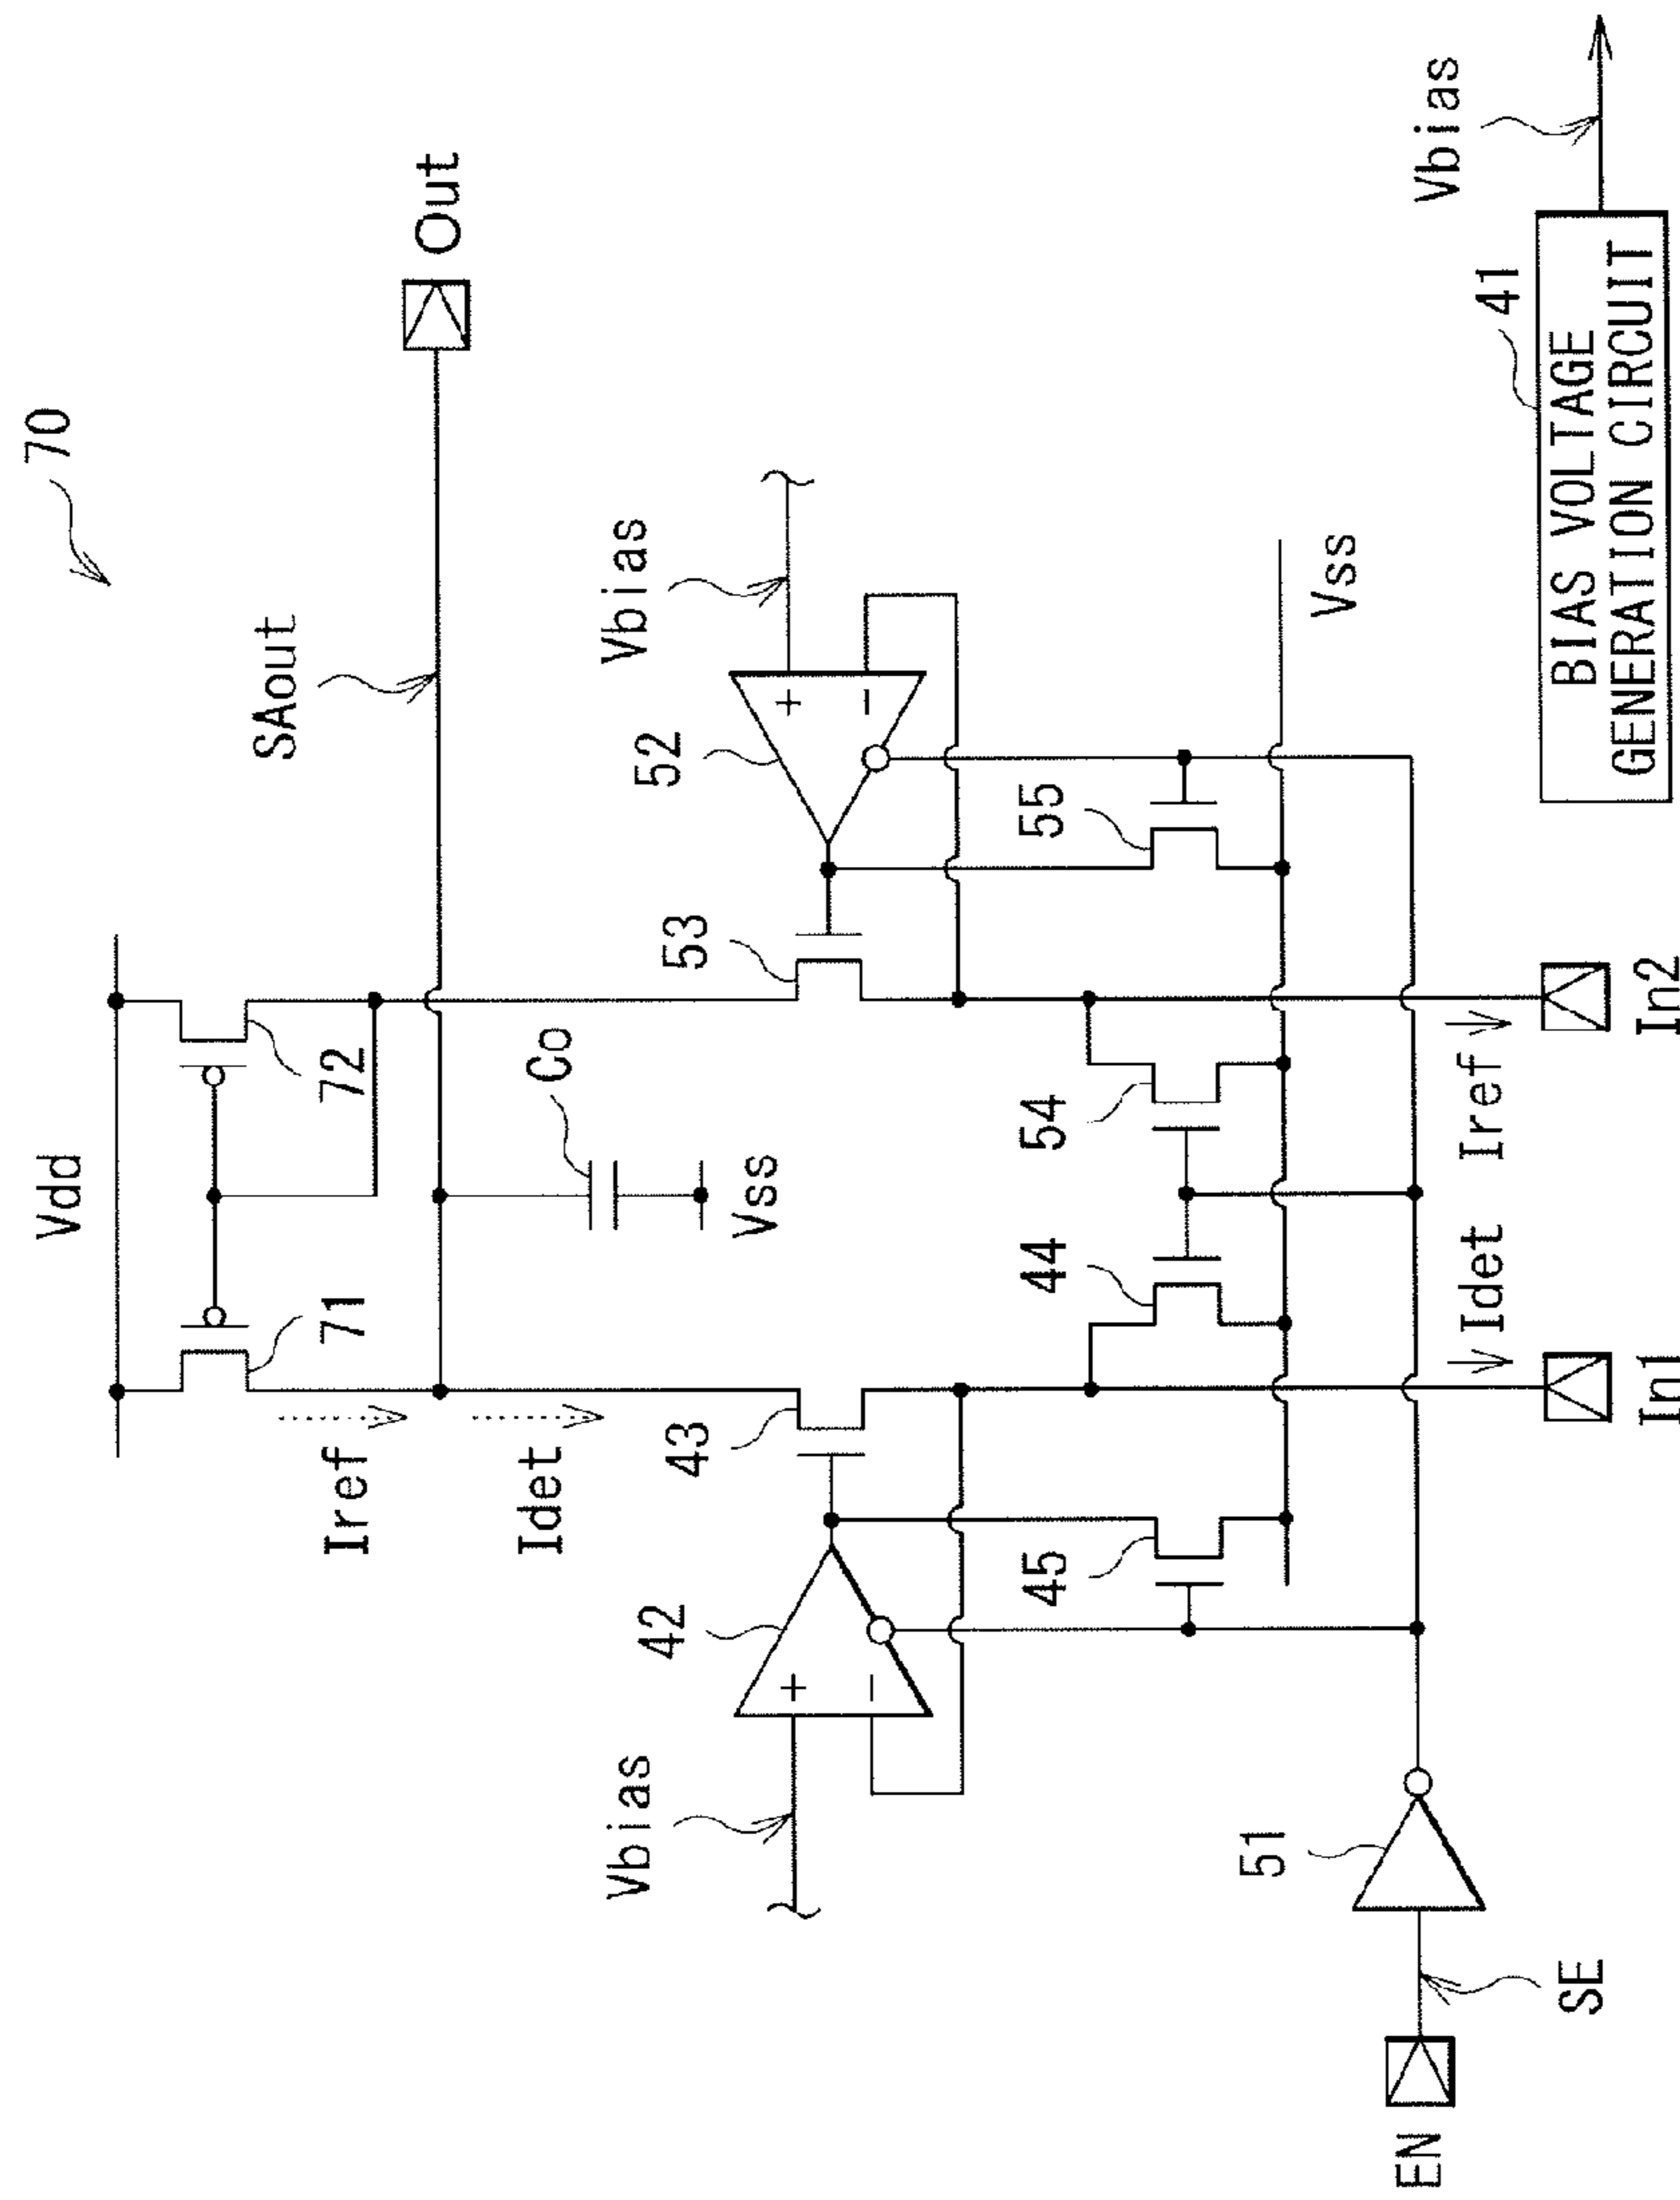 70
Vdd
71
72
Iref
SAout
Out
Idet
Co
Vss
Vbias
42
43
53
52
Vbias
45
44
54
55
Vss
51
EN
SE
Idet
Iref
In1
In2
41
BIAS VOLTAGE
GENERATION CIRCUIT
Vbias